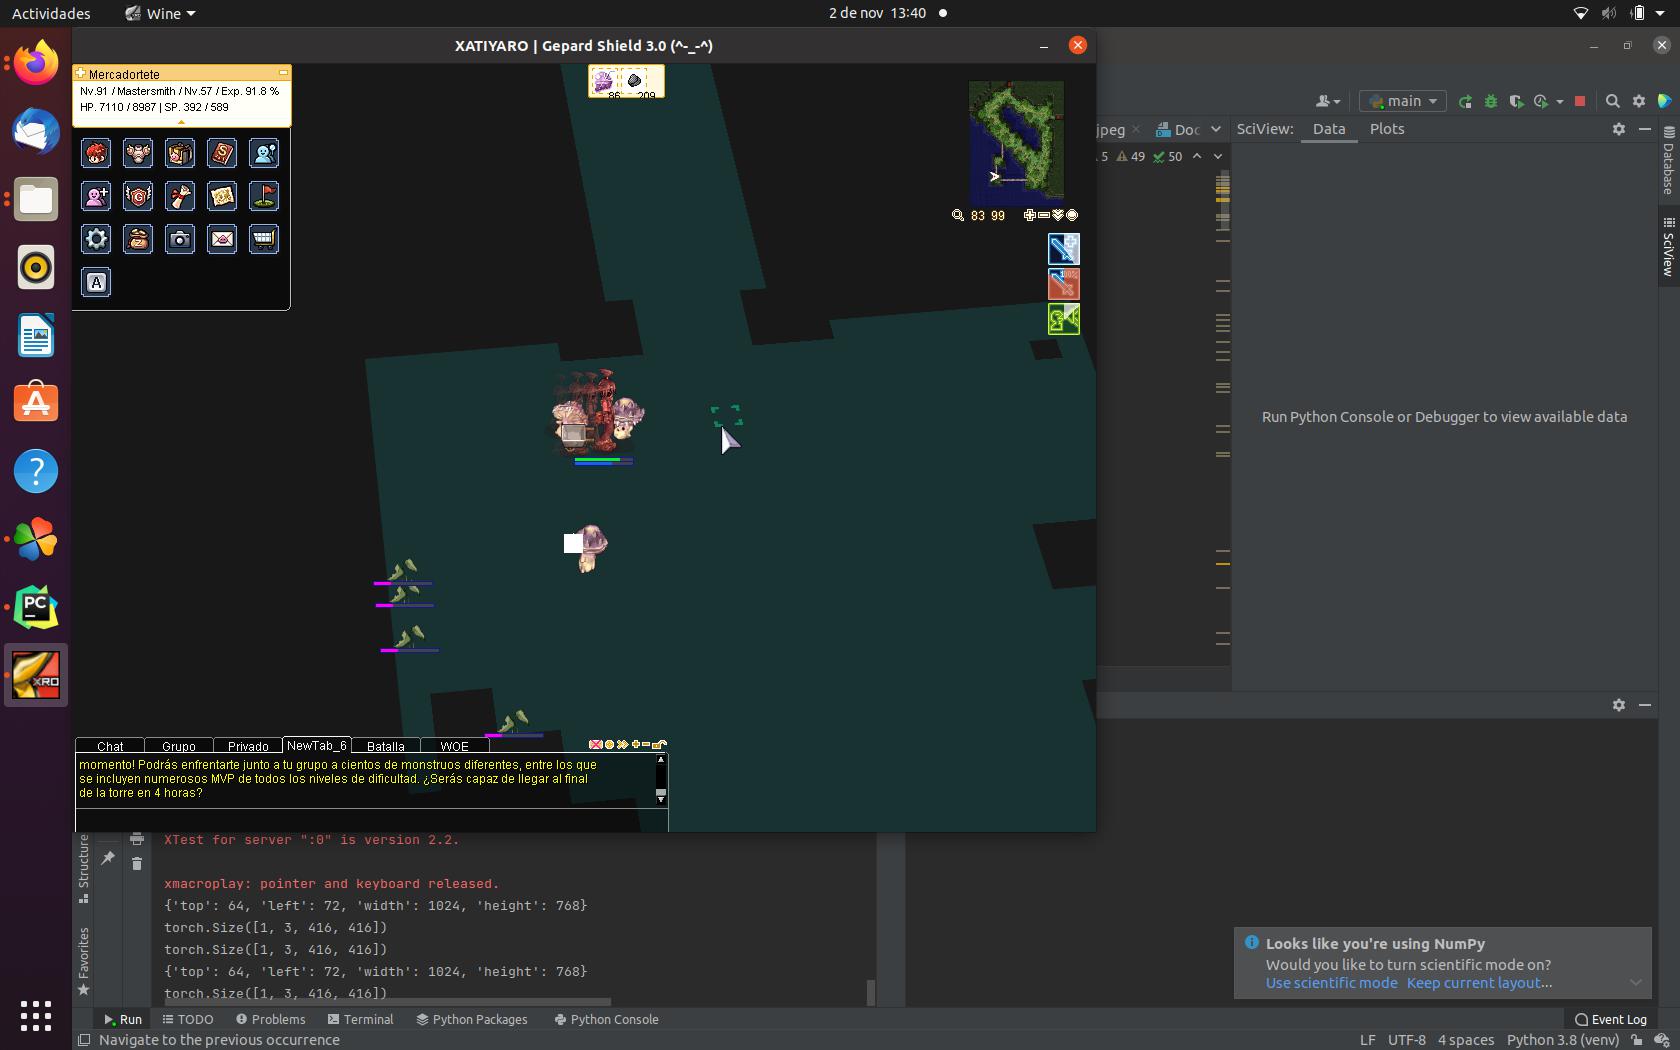 Actividades
Wine
2 de nov 13:40
XATIYARO | Gepard Shield 3.0 (^-_-^)
Mercadortete
Nv.91 / Mastersmith / Nv.57 / Exp. 91.8 %
HP. 7110 / 8987 | SP. 392 / 589
86 209
83 99
A
main
jpeg
Doc
SciView:
Data
Plots
5
49
50
Database
SciView
Run Python Console or Debugger to view available data
PC
XRO
Chat
Grupo
Privado
NewTab_6
Batalla
WOE
momento! Podrás enfrentarte junto a tu grupo a cientos de monstruos diferentes, entre los que
se incluyen numerosos MVP de todos los niveles de dificultad. ¿Serás capaz de llegar al final
de la torre en 4 horas?
XTest for server ":0" is version 2.2.
xmacroplay: pointer and keyboard released.
{'top': 64, 'left': 72, 'width': 1024, 'height': 768}
torch.Size([1, 3, 416, 416])
torch.Size([1, 3, 416, 416])
{'top': 64, 'left': 72, 'width': 1024, 'height': 768}
torch.Size([1, 3, 416, 416])
Structure
Favorites
Looks like you're using NumPy
Would you like to turn scientific mode on?
Use scientific mode Keep current layout...
Run
TODO
Problems
Terminal
Python Packages
Python Console
Event Log
Navigate to the previous occurrence
LF UTF-8 4 spaces Python 3.8 (venv)